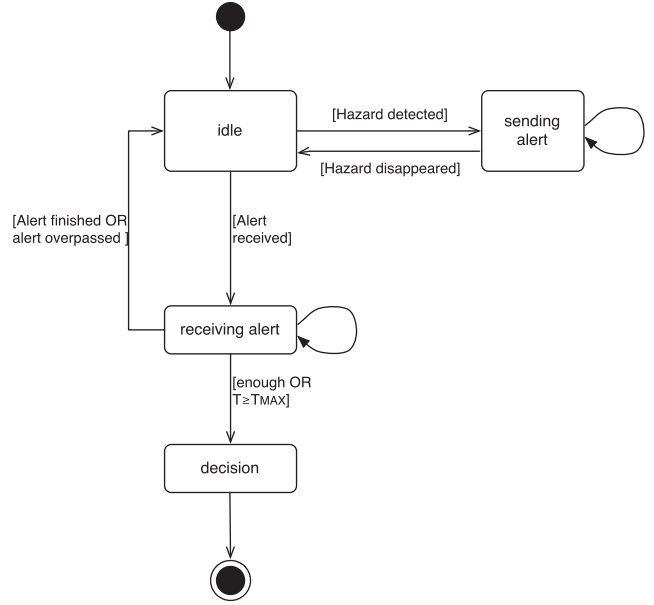 idle
[Hazard detected]
sending
alert
[Hazard disappeared]
[Alert finished OR
alert overpassed ]
[Alert
received]
receiving alert
[enough OR
T≥TMAX]
decision